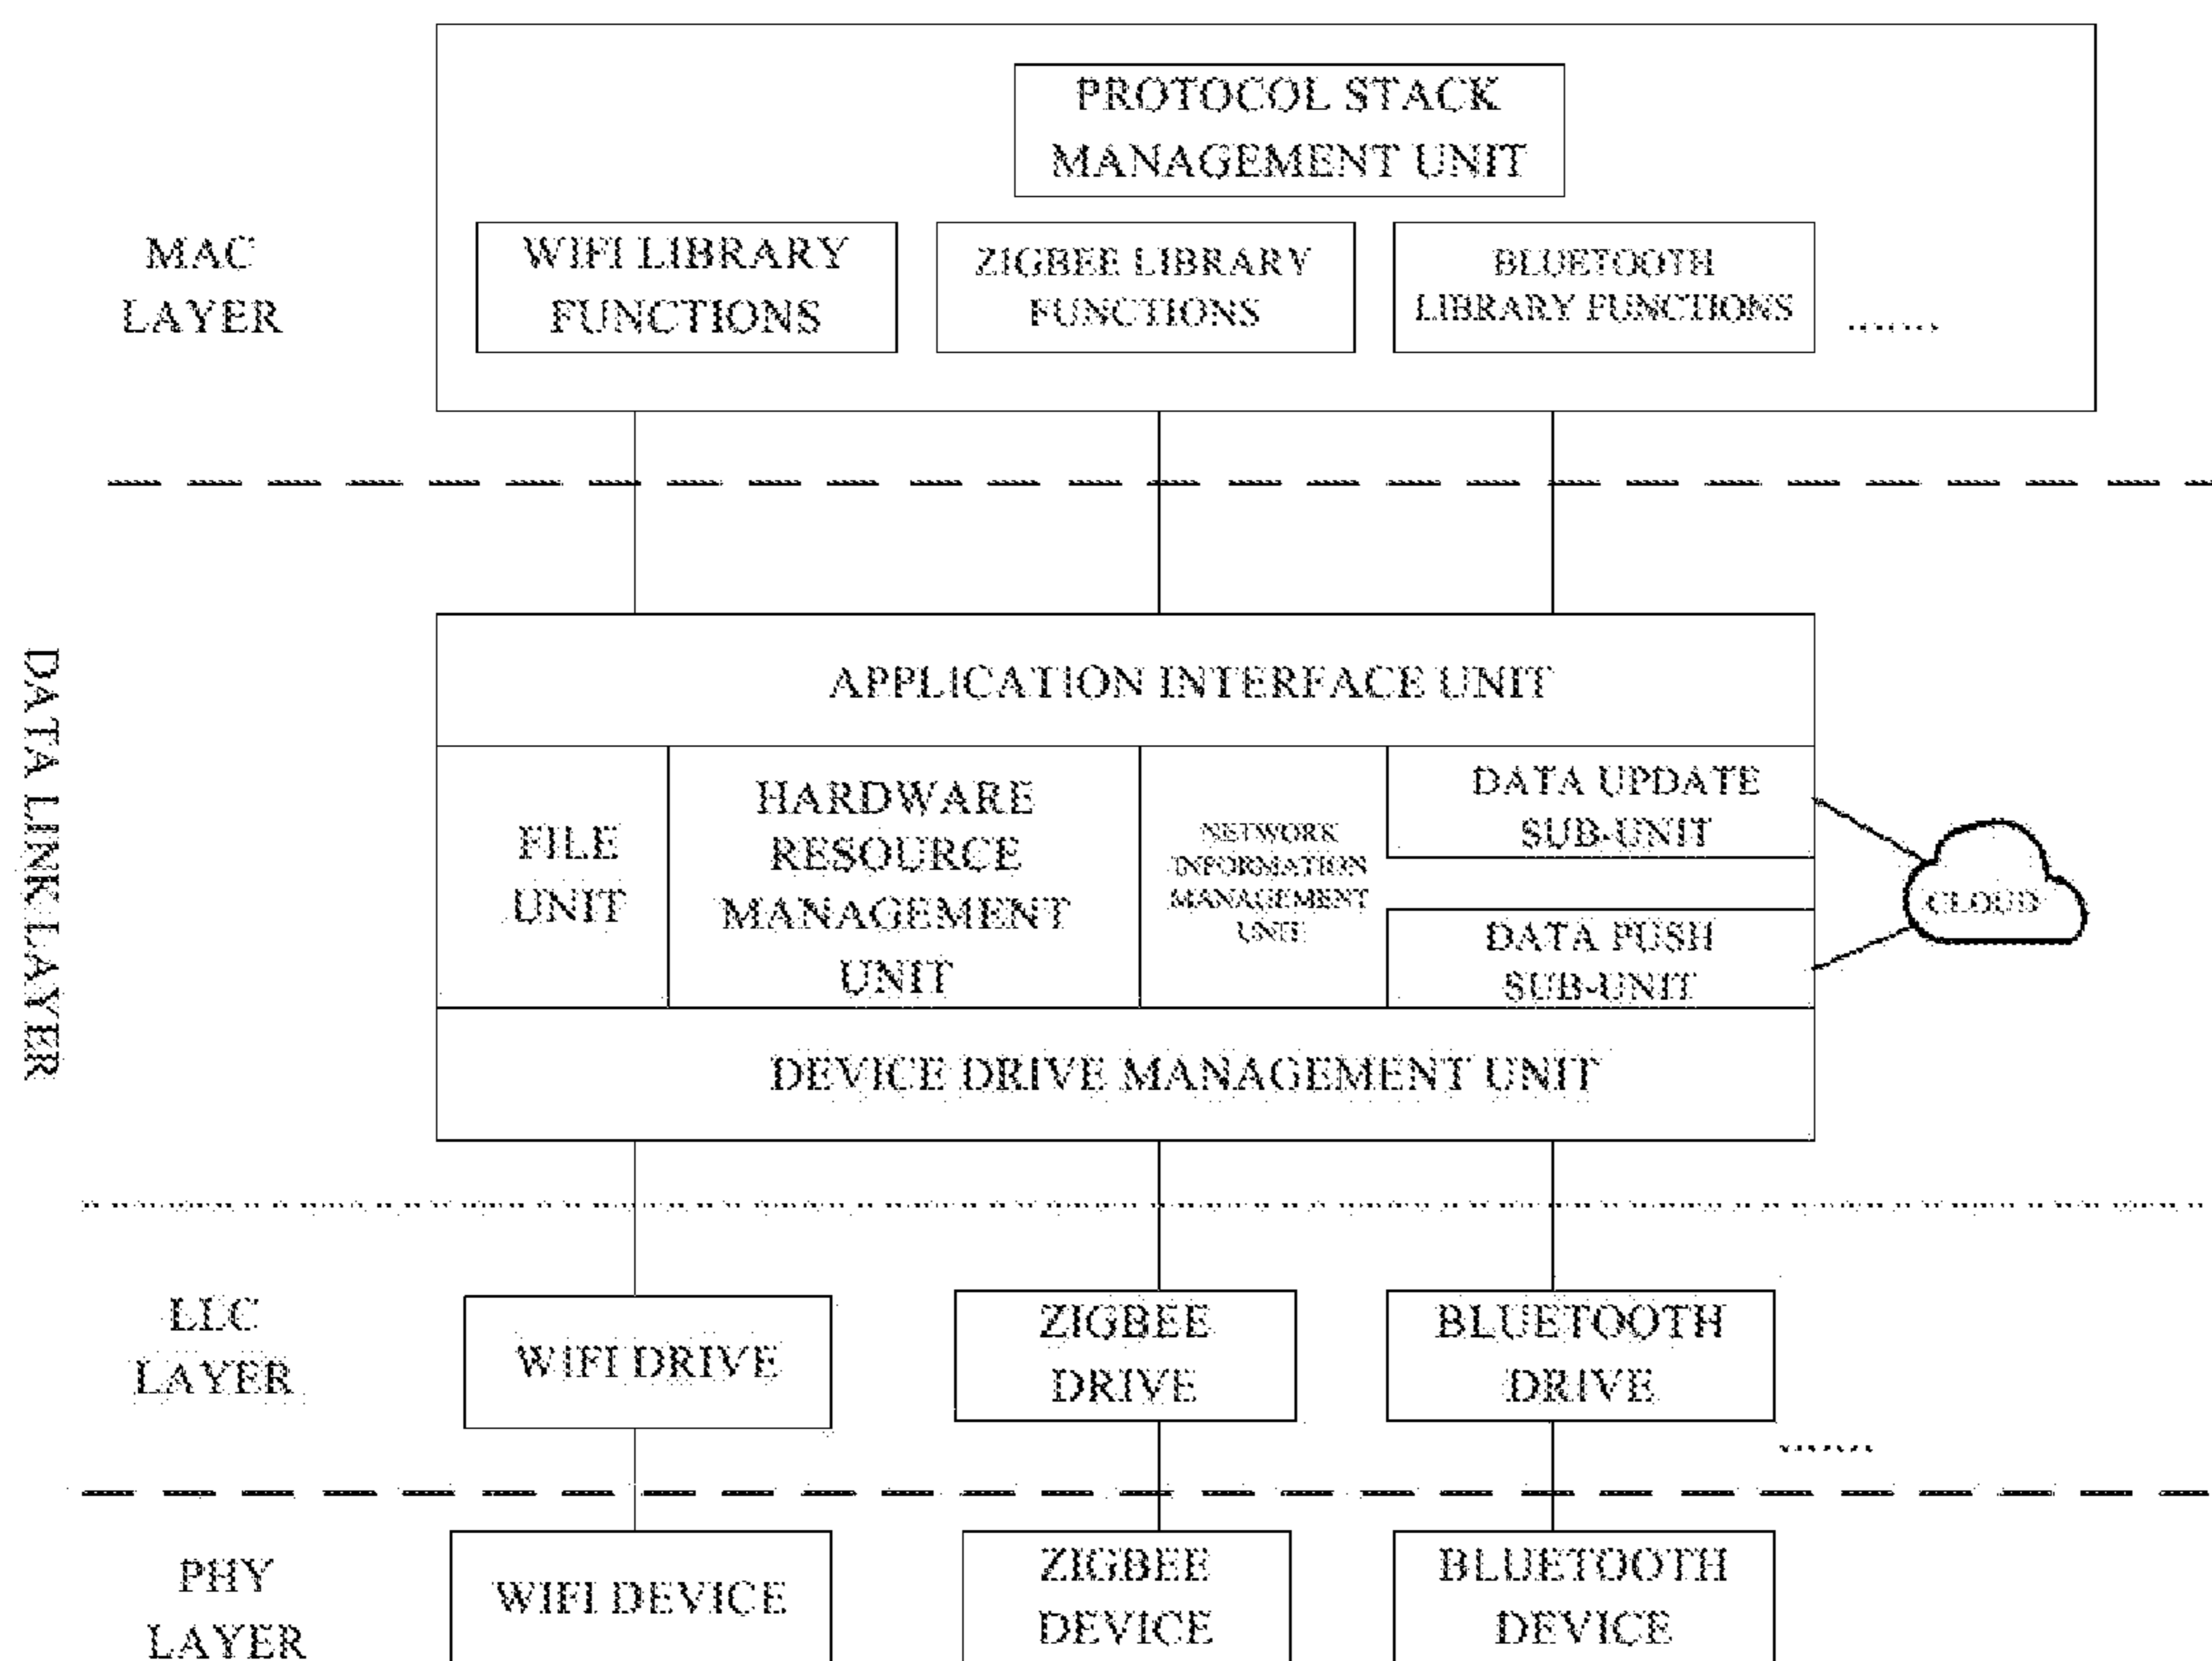 PROTOCOL STACK
MANAGEMENT UNIT
MAC
LAYER
WIFI LIBRARY
FUNCTIONS
ZIGBEE LIBRARY
FUNCTIONS
BLUETOOTH
LIBRARY FUNCTIONS
.......
DATA LINK LAYER
APPLICATION INTERFACE UNIT
FILE
UNIT
HARDWARE
RESOURCE
MANAGEMENT
UNIT
NETWORK
INFORMATION
MANAGEMENT
UNIT
DATA UPDATE
SUB-UNIT
DATA PUSH
SUB-UNIT
CLOUD
DEVICE DRIVE MANAGEMENT UNIT
LLC
LAYER
WIFI DRIVE
ZIGBEE
DRIVE
BLUETOOTH
DRIVE
.......
PHY
LAYER
WIFI DEVICE
ZIGBEE
DEVICE
BLUETOOTH
DEVICE